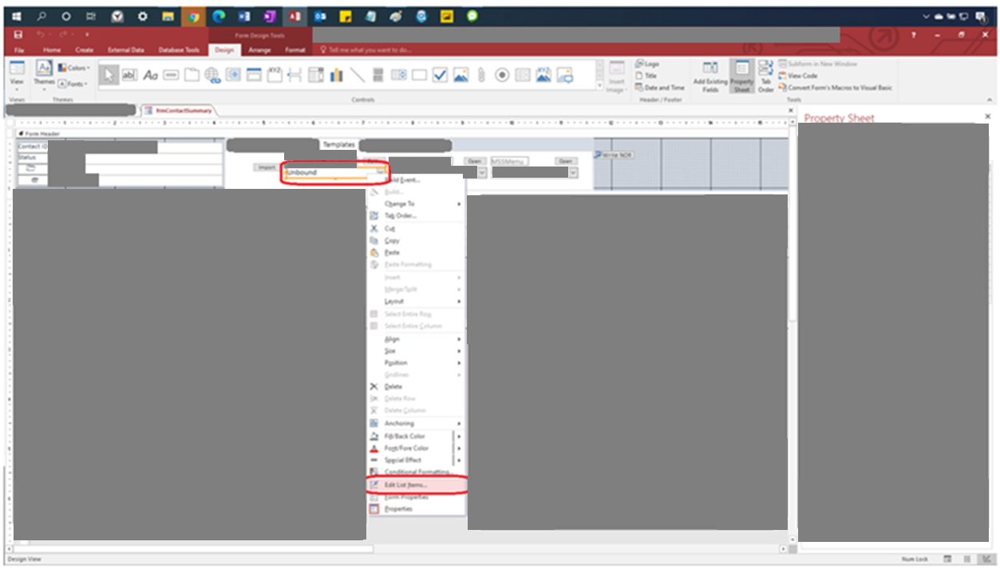 Form Design Tools
File Home Create External Data Database Tools Design Arrange Format Tell me what you want to do...
View Themes Colors Fonts Insert Image Logo Title Date and Time Add Existing Fields Property Sheet Tab Order Subform in New Window View Code Convert Form's Macros to Visual Basic
Views Themes Controls Header / Footer Tools
frmContactSummary
Property Sheet
Form Header
Contact ID
Templates
Status
Write NOR
Open MSSMenu Open
Import
Unbound
Build Event...
Build...
Change To
Tab Order...
Cut
Copy
Paste
Paste Formatting
Insert
Merge/Split
Layout
Select Entire Row
Select Entire Column
Align
Size
Position
Gridlines
Delete
Delete Row
Delete Column
Anchoring
Fill/Back Color
Font/Fore Color
Special Effect
Conditional Formatting...
Edit List Items...
Form Properties
Properties
Design View
Num Lock